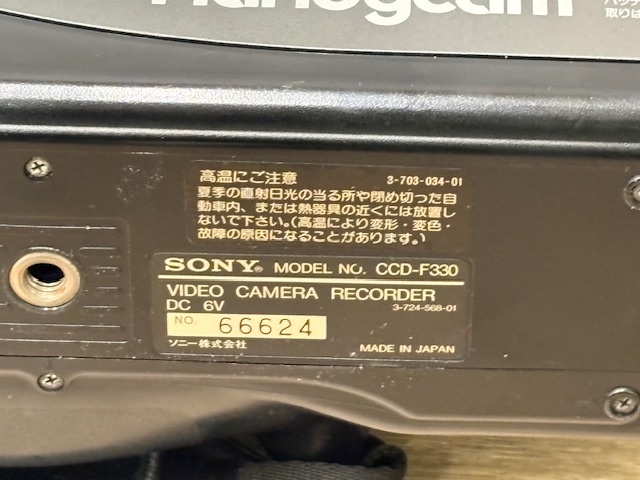 Handycam
取り
高温にご注意 3-703-034-01
夏季の直射日光の当る所や閉め切った自
動車内、または熱器具の近くには放置し
ないで下さい。(高温により変形・変色・
故障の原因になることがあります。)
SONY® MODEL NO. CCD-F330
VIDEO CAMERA RECORDER
DC 6V 3-724-568-01
NO. 66624
ソニー株式会社 MADE IN JAPAN